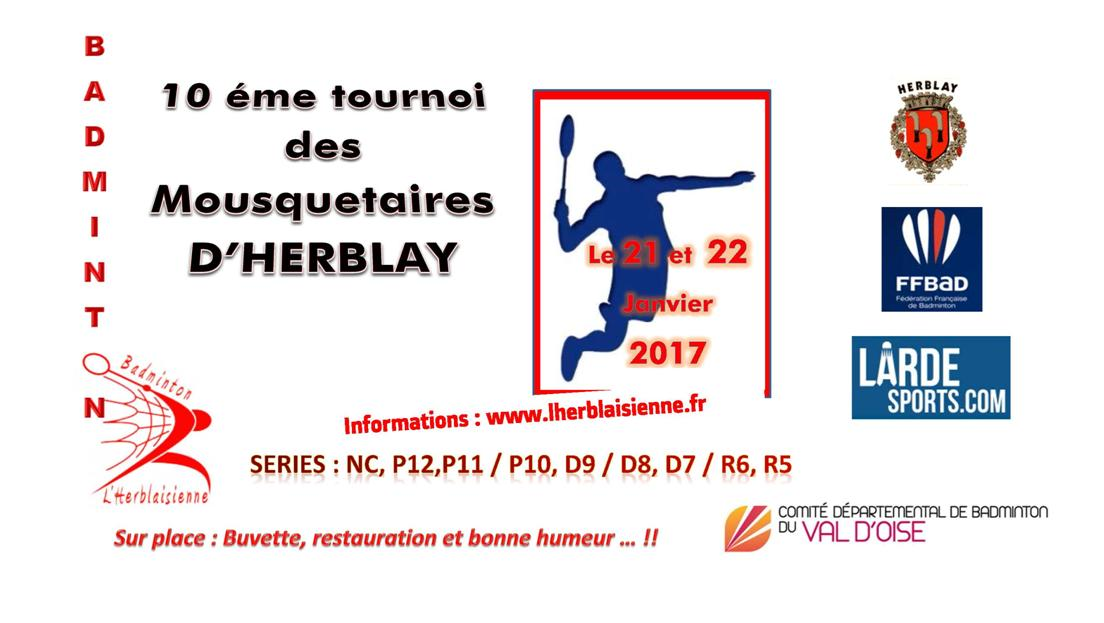 B
A
D
M
I
N
T
N
10 éme tournoi
des
Mousquetaires
D'HERBLAY
Le 21 et 22
Janvier
2017
HERBLAY
FFBaD
Fédération Française
de Badminton
LARDE
SPORTS.COM
Badminton
L'Herblaisienne
Informations : www.lherblaisienne.fr
SERIES : NC, P12,P11 / P10, D9 / D8, D7 / R6, R5
Sur place : Buvette, restauration et bonne humeur ... !!
COMITÉ DÉPARTEMENTAL DE BADMINTON
DU VAL D'OISE